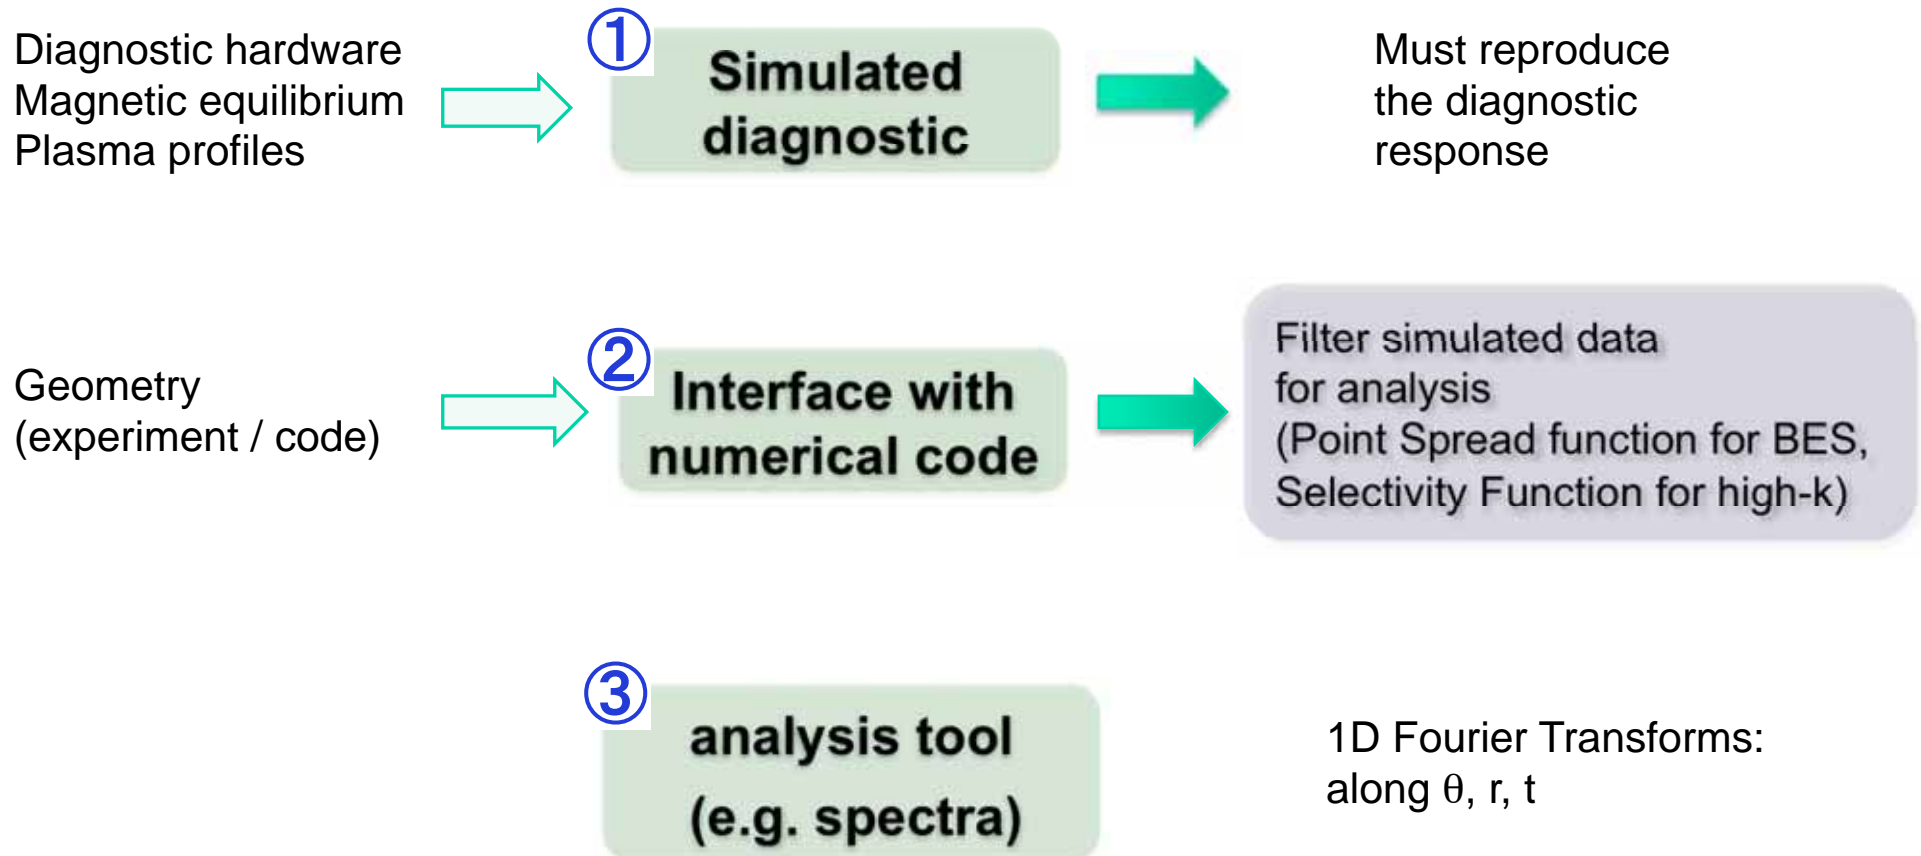 Diagnostic hardware
Magnetic equilibrium
Plasma profiles
①
Simulated
diagnostic
Must reproduce
the diagnostic
response
Geometry
(experiment / code)
②
Interface with
numerical code
Filter simulated data
for analysis
(Point Spread function for BES,
Selectivity Function for high-k)
③
analysis tool
(e.g. spectra)
1D Fourier Transforms:
along θ, r, t